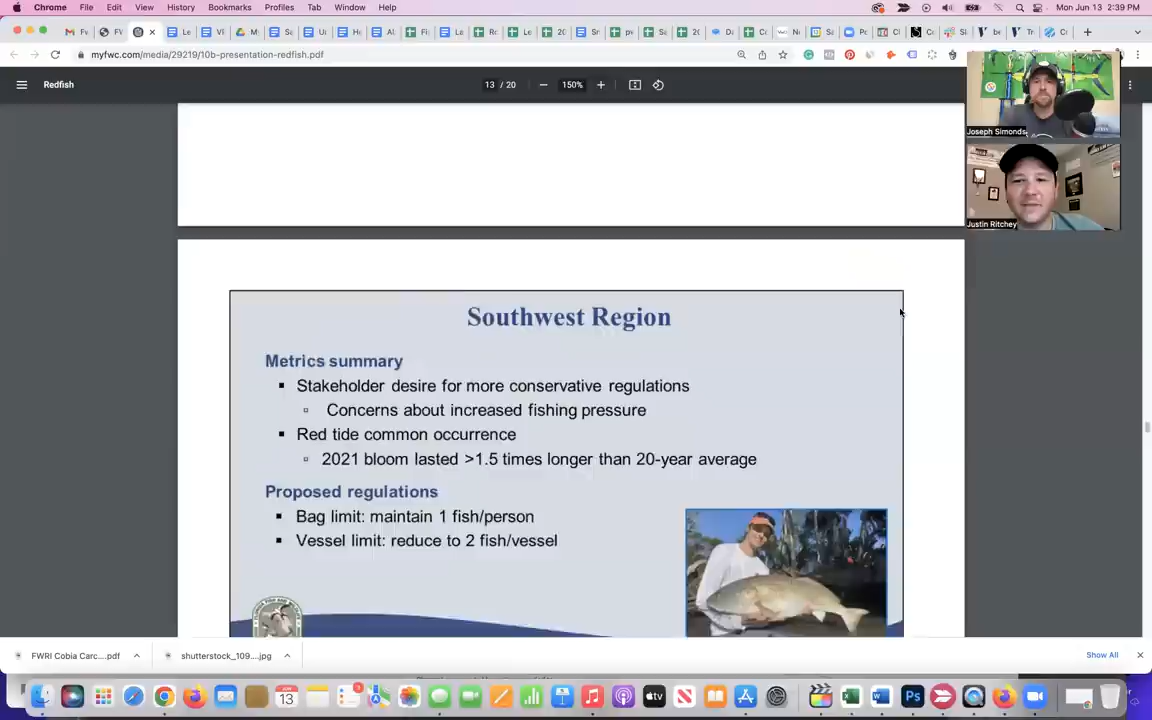 Chrome File Edit View History Bookmarks Profiles Tab Window Help Mon Jun 13 2:39 PM
myfwc.com/media/29219/10b-presentation-redfish.pdf
Redfish 13 / 20 150%
Joseph Simonds
Justin Ritchey
Southwest Region
Metrics summary
Stakeholder desire for more conservative regulations
Concerns about increased fishing pressure
Red tide common occurrence
2021 bloom lasted >1.5 times longer than 20-year average
Proposed regulations
Bag limit: maintain 1 fish/person
Vessel limit: reduce to 2 fish/vessel
FWRI Cobia Carc....pdf shutterstock_109....jpg Show All